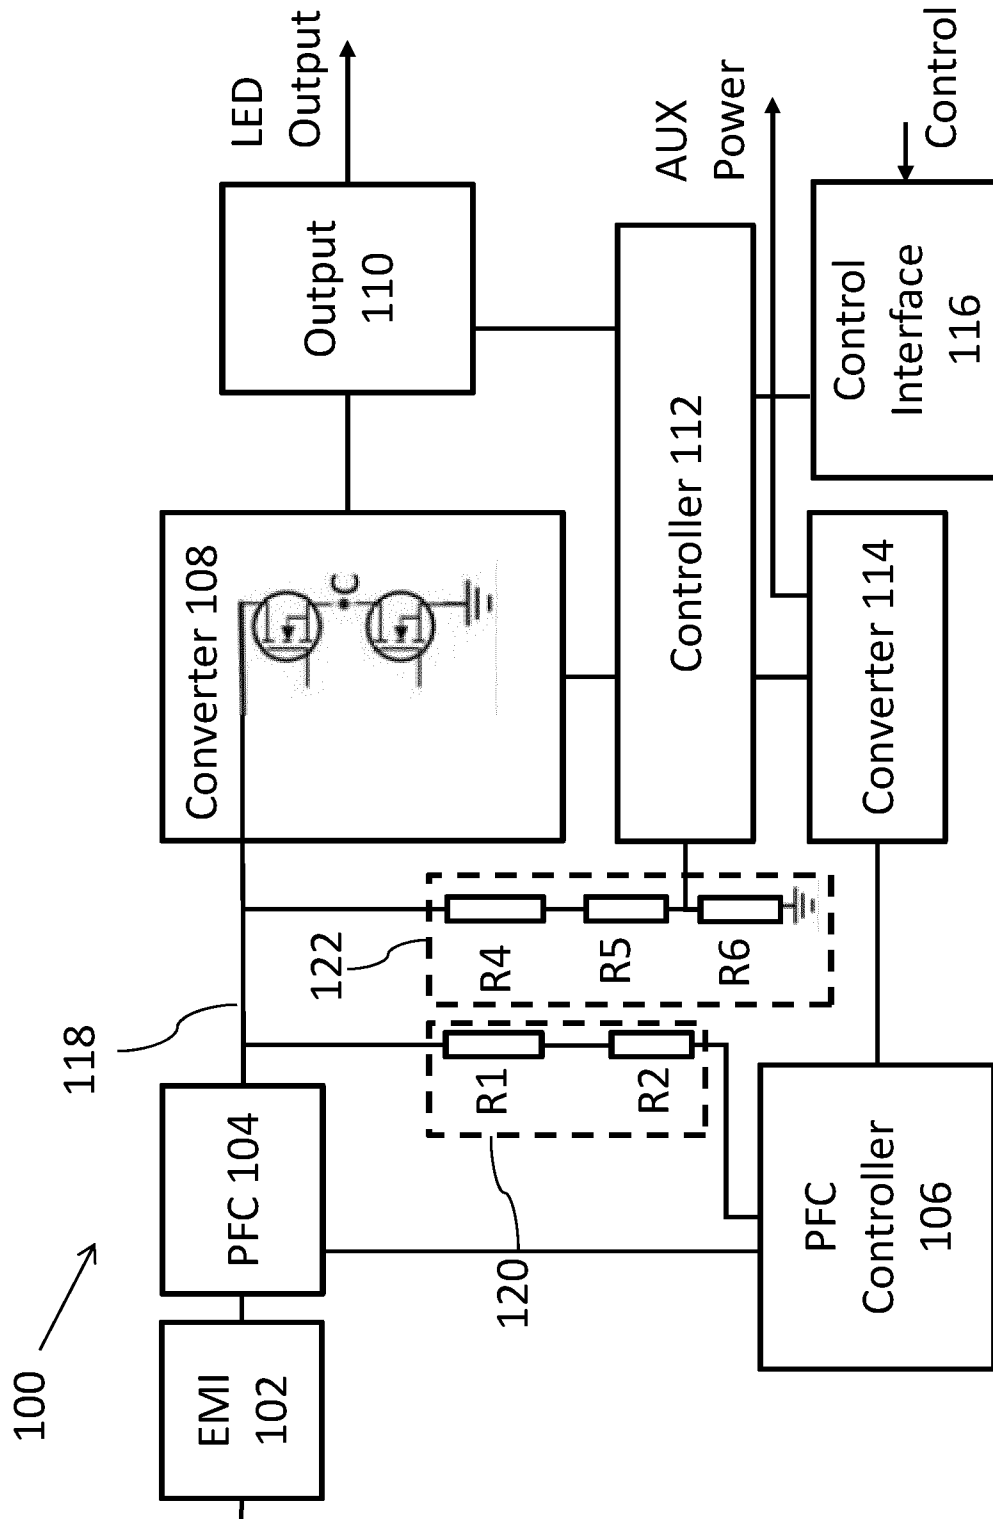 100
EMI
102
PFC 104
118
Converter 108
C
Output
110
LED
Output
120
R1
R2
122
R4
R5
R6
Controller 112
AUX
Power
PFC
Controller
106
Converter 114
Control
Interface
116
Control